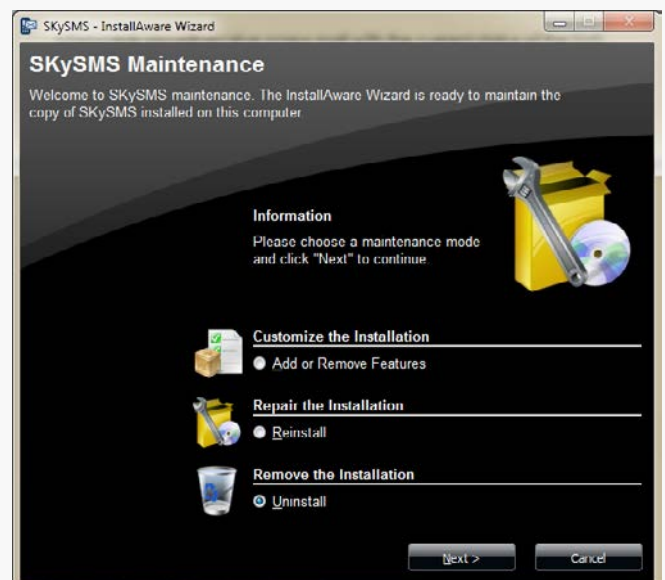 SKySMS - InstallAware Wizard
SKySMS Maintenance
Welcome to SKySMS maintenance. The InstallAware Wizard is ready to maintain the
copy of SKySMS installed on this computer.
Information
Please choose a maintenance mode
and click "Next" to continue.
Customize the Installation
Add or Remove Features
Repair the Installation
Reinstall
Remove the Installation
Uninstall
Next >
Cancel